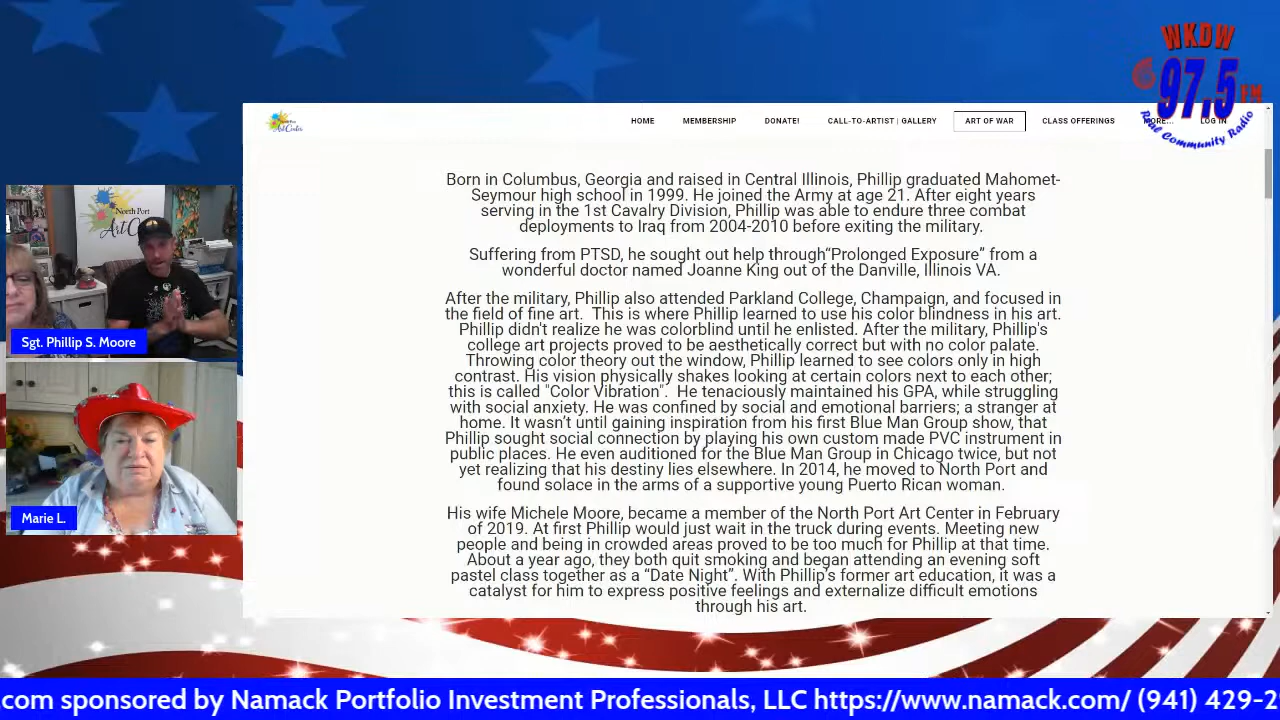 WKDW
97.5 FM
Real Community Radio
North Port
Art Center
HOME
MEMBERSHIP
DONATE!
CALL-TO-ARTIST | GALLERY
ART OF WAR
CLASS OFFERINGS
MORE...
LOG IN
Born in Columbus, Georgia and raised in Central Illinois, Phillip graduated Mahomet-
Seymour high school in 1999. He joined the Army at age 21. After eight years
serving in the 1st Cavalry Division, Phillip was able to endure three combat
deployments to Iraq from 2004-2010 before exiting the military.
Suffering from PTSD, he sought out help through“Prolonged Exposure” from a
wonderful doctor named Joanne King out of the Danville, Illinois VA.
After the military, Phillip also attended Parkland College, Champaign, and focused in
the field of fine art. This is where Phillip learned to use his color blindness in his art.
Phillip didn't realize he was colorblind until he enlisted. After the military, Phillip's
college art projects proved to be aesthetically correct but with no color palate.
Throwing color theory out the window, Phillip learned to see colors only in high
contrast. His vision physically shakes looking at certain colors next to each other;
this is called "Color Vibration". He tenaciously maintained his GPA, while struggling
with social anxiety. He was confined by social and emotional barriers; a stranger at
home. It wasn't until gaining inspiration from his first Blue Man Group show, that
Phillip sought social connection by playing his own custom made PVC instrument in
public places. He even auditioned for the Blue Man Group in Chicago twice, but not
yet realizing that his destiny lies elsewhere. In 2014, he moved to North Port and
found solace in the arms of a supportive young Puerto Rican woman.
His wife Michele Moore, became a member of the North Port Art Center in February
of 2019. At first Phillip would just wait in the truck during events. Meeting new
people and being in crowded areas proved to be too much for Phillip at that time.
About a year ago, they both quit smoking and began attending an evening soft
pastel class together as a “Date Night”. With Phillip’s former art education, it was a
catalyst for him to express positive feelings and externalize difficult emotions
through his art.
North Port
Sgt. Phillip S. Moore
Marie L.
.com sponsored by Namack Portfolio Investment Professionals, LLC https://www.namack.com/ (941) 429-2